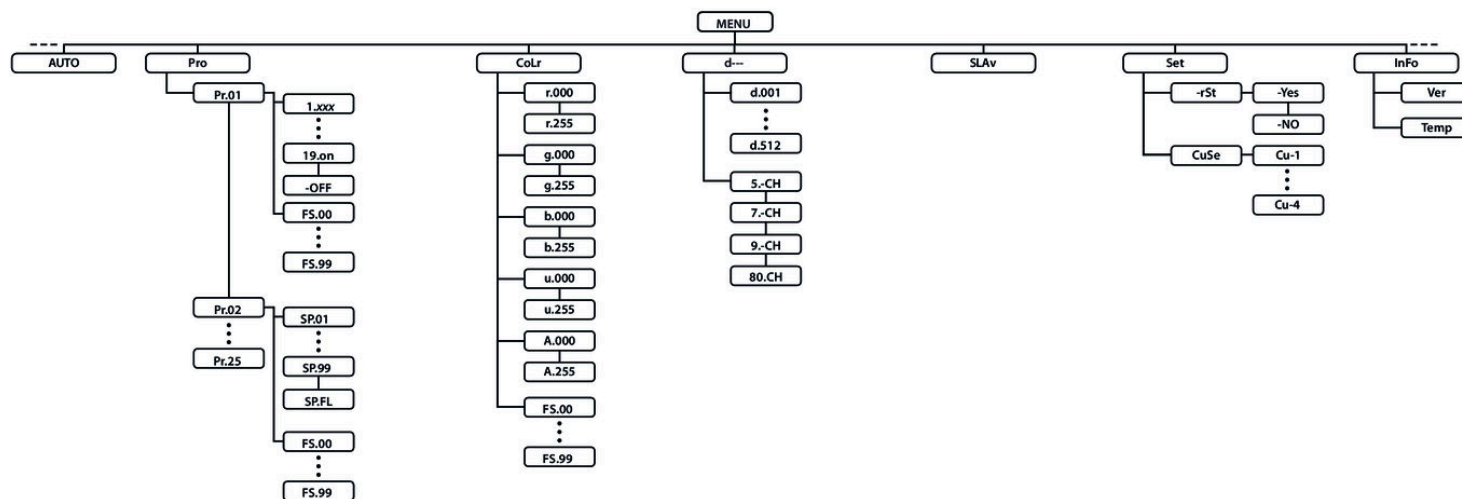 MENU
AUTO
Pro
CoLr
d---
SLAv
Set
InFo
Pr.01
1.xxx
19.on
-OFF
FS.00
FS.99
Pr.02
Pr.25
SP.01
SP.99
SP.FL
FS.00
FS.99
r.000
r.255
g.000
g.255
b.000
b.255
u.000
u.255
A.000
A.255
FS.00
FS.99
d.001
d.512
5.-CH
7.-CH
9.-CH
80.CH
-rSt
-Yes
-NO
CuSe
Cu-1
Cu-4
Ver
Temp